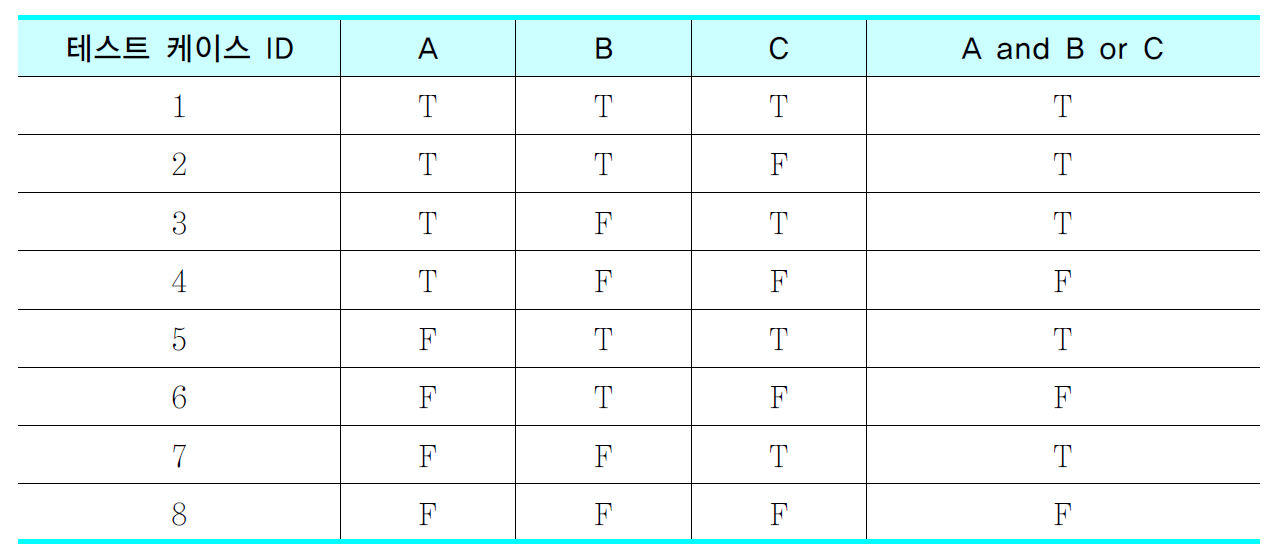 테스트 케이스 ID A B C A and B or C
1 T T T T
2 T T F T
3 T F T T
4 T F F F
5 F T T T
6 F T F F
7 F F T T
8 F F F F